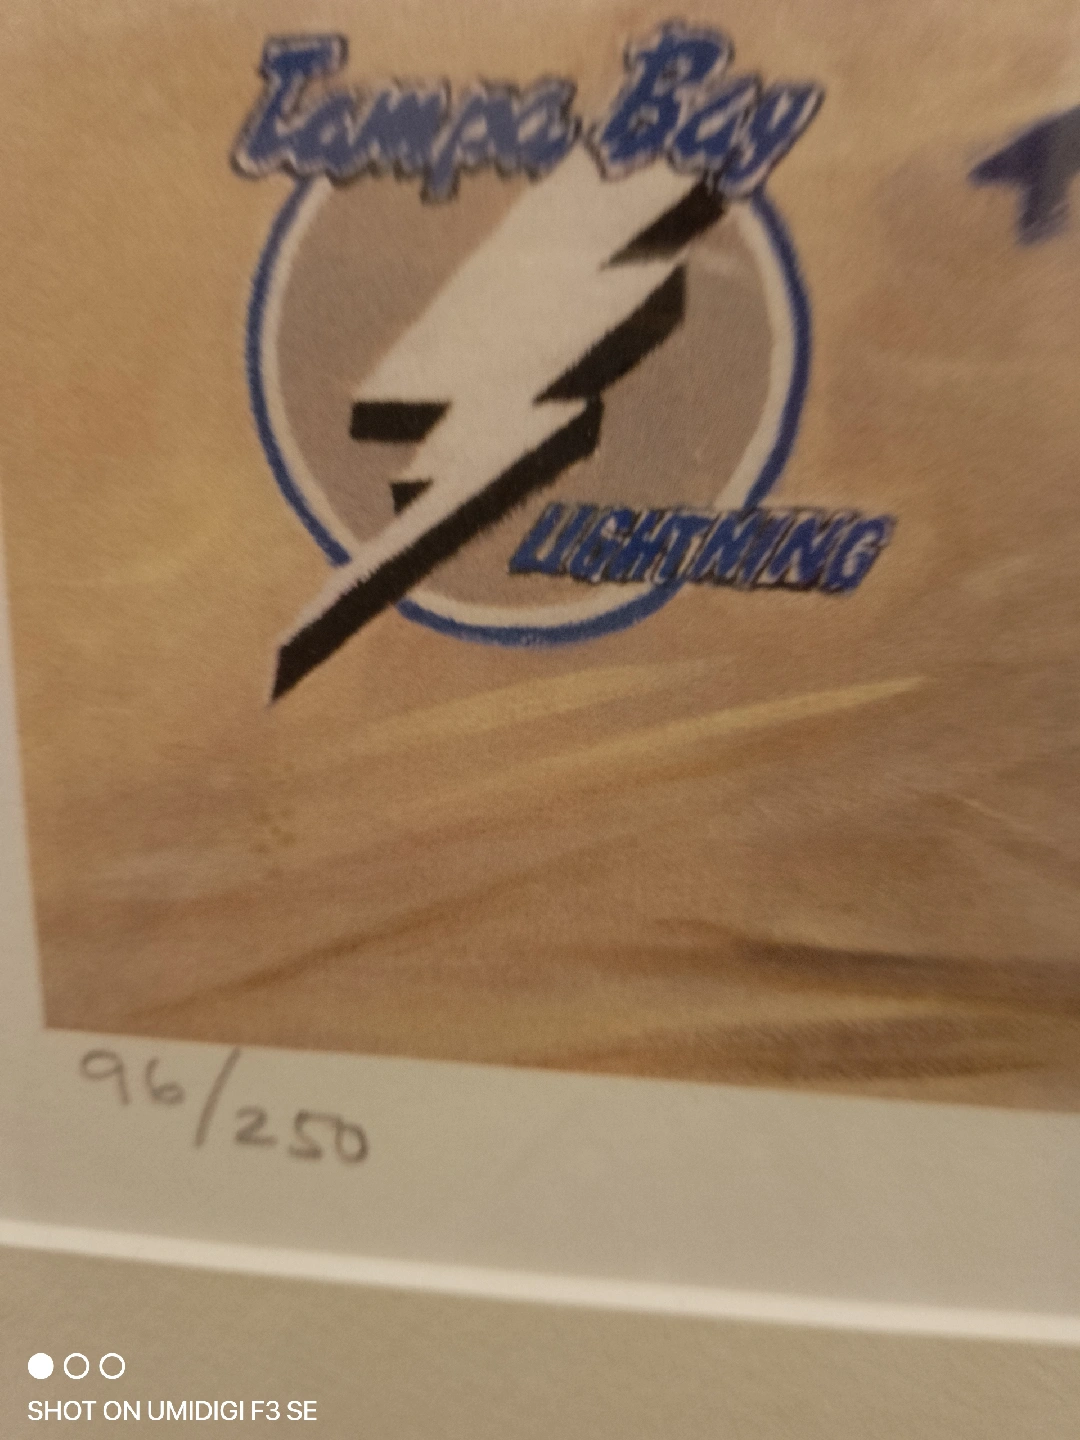 Tampa Bay
LIGHTNING
96/250
SHOT ON UMIDIGI F3 SE